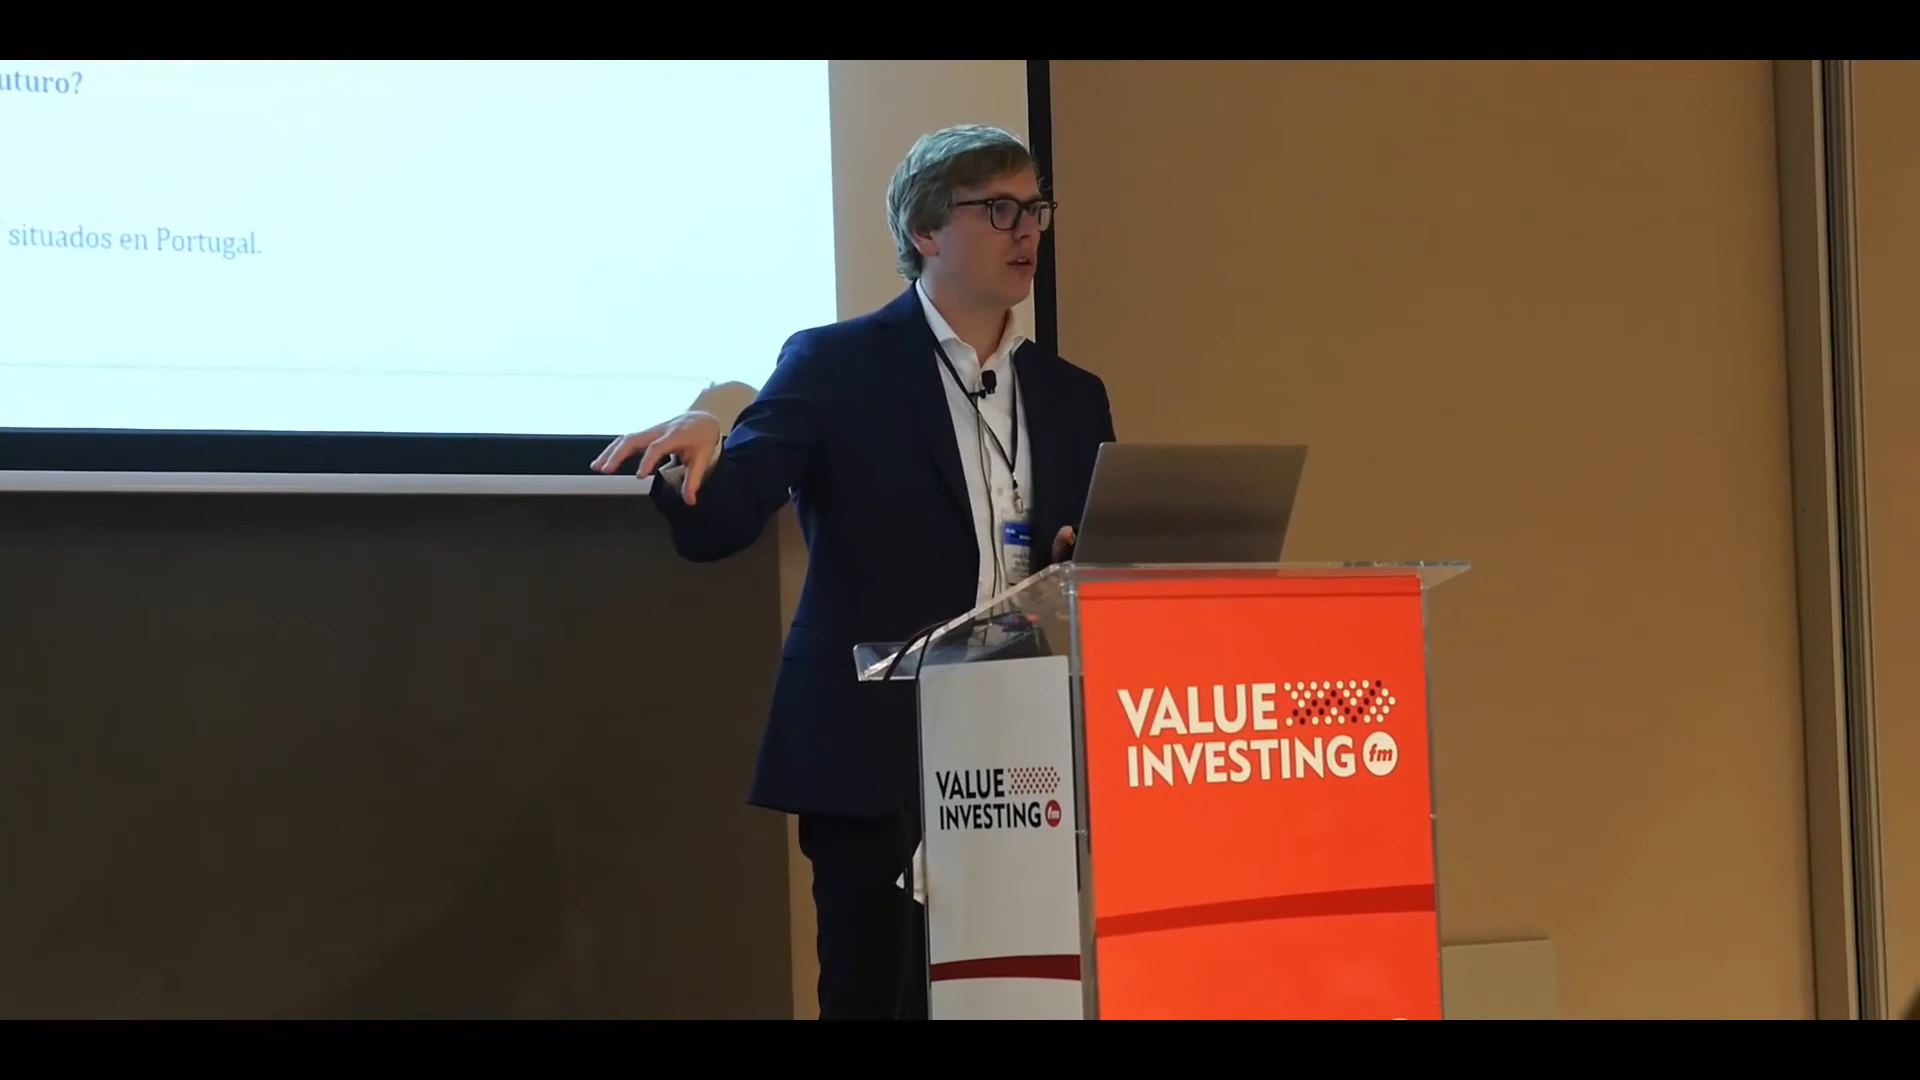 uturo?
situados en Portugal.
VALUE
INVESTING fm
VALUE
INVESTING fm